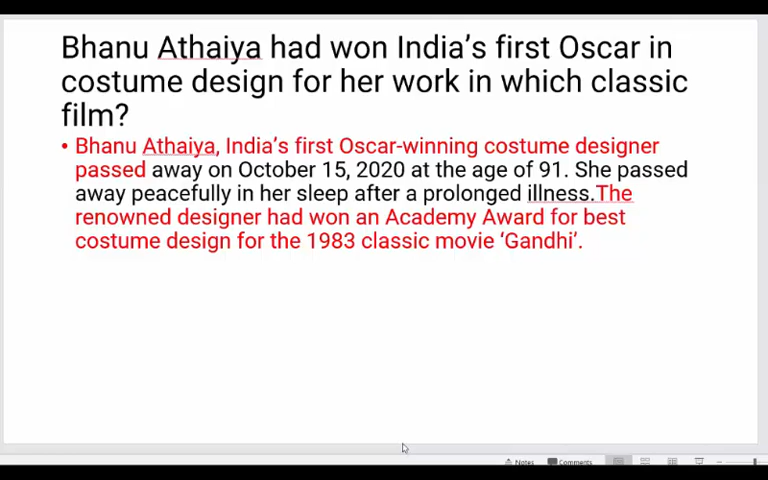 Bhanu Athaiya had won India’s first Oscar in
costume design for her work in which classic
film?
• Bhanu Athaiya, India’s first Oscar-winning costume designer
passed away on October 15, 2020 at the age of 91. She passed
away peacefully in her sleep after a prolonged illness.The
renowned designer had won an Academy Award for best
costume design for the 1983 classic movie ‘Gandhi’.
Notes Comments